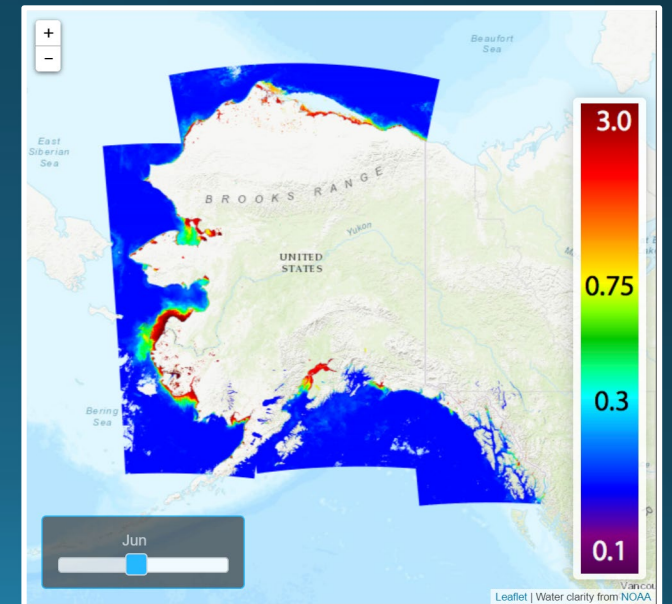 +
Beaufort
Sea
−
3.0
East
Siberian
Sea
BROOKS RANGE
Yukon
UNITED
STATES
0.75
0.3
Bering
Sea
Jun
0.1
Leaflet | Water clarity from NOAA